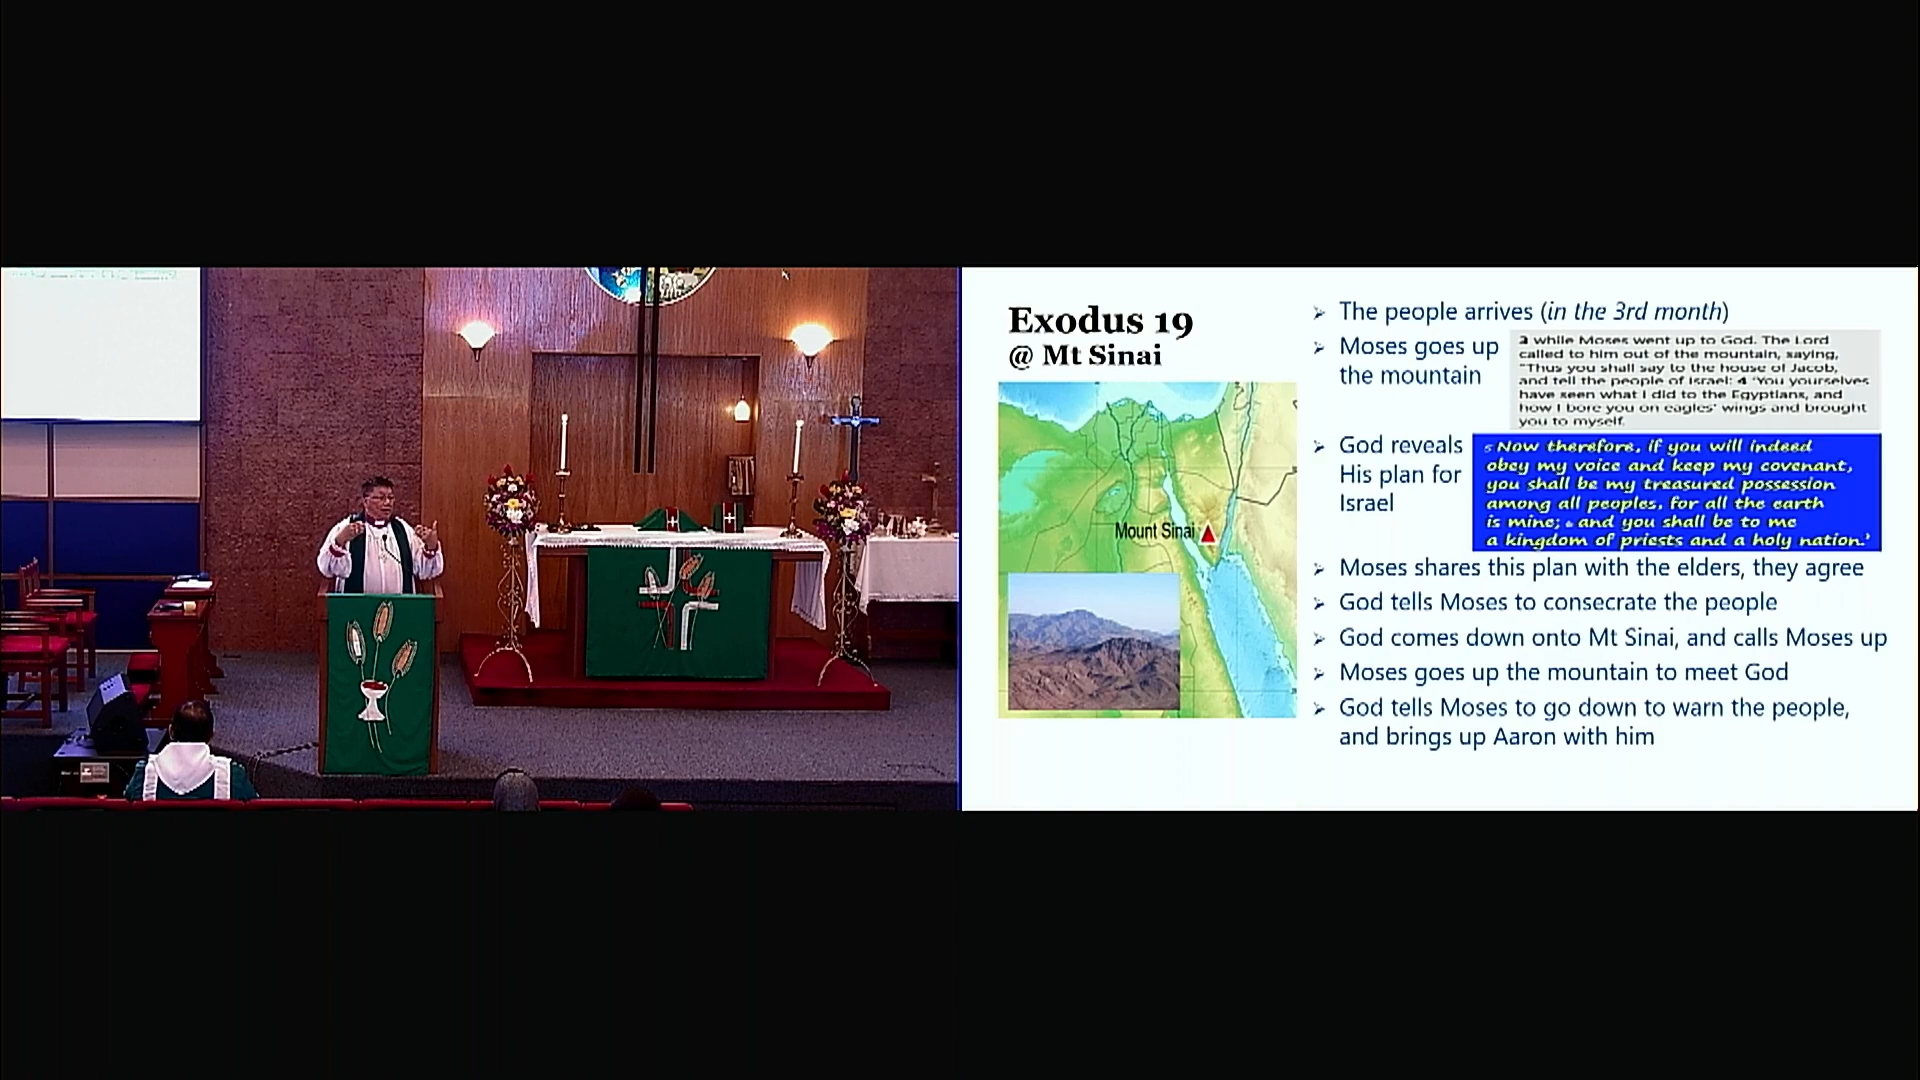 Exodus 19
@ Mt Sinai
Mount Sinai
➢ The people arrives (in the 3rd month)
➢ Moses goes up
the mountain
3 while Moses went up to God. The Lord
called to him out of the mountain, saying,
"Thus you shall say to the house of Jacob,
and tell the people of Israel: 4 'You yourselves
have seen what I did to the Egyptians, and
how I bore you on eagles' wings and brought
you to myself.
➢ God reveals
His plan for
Israel
5 Now therefore, if you will indeed
obey my voice and keep my covenant,
you shall be my treasured possession
among all peoples, for all the earth
is mine; 6 and you shall be to me
a kingdom of priests and a holy nation.'
➢ Moses shares this plan with the elders, they agree
➢ God tells Moses to consecrate the people
➢ God comes down onto Mt Sinai, and calls Moses up
➢ Moses goes up the mountain to meet God
➢ God tells Moses to go down to warn the people,
and brings up Aaron with him